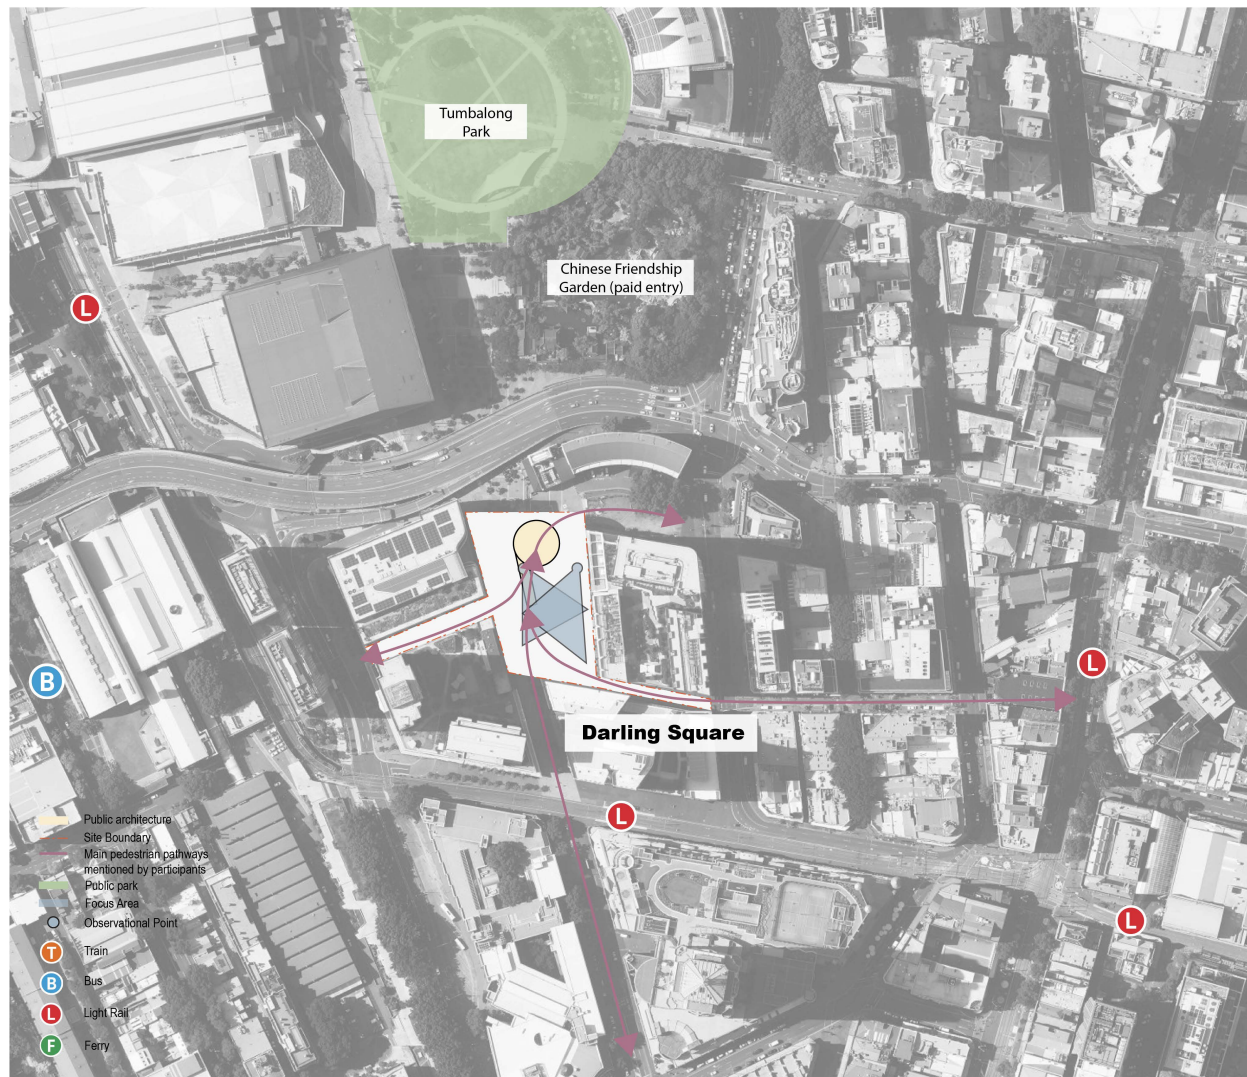 Tumbalong
Park
Chinese Friendship
Garden (paid entry)
L
B
L
Darling Square
L
L
Public architecture
Site Boundary
Main pedestrian pathways
mentioned by participants
Public park
Focus Area
Observational Point
T Train
B Bus
L Light Rail
F Ferry